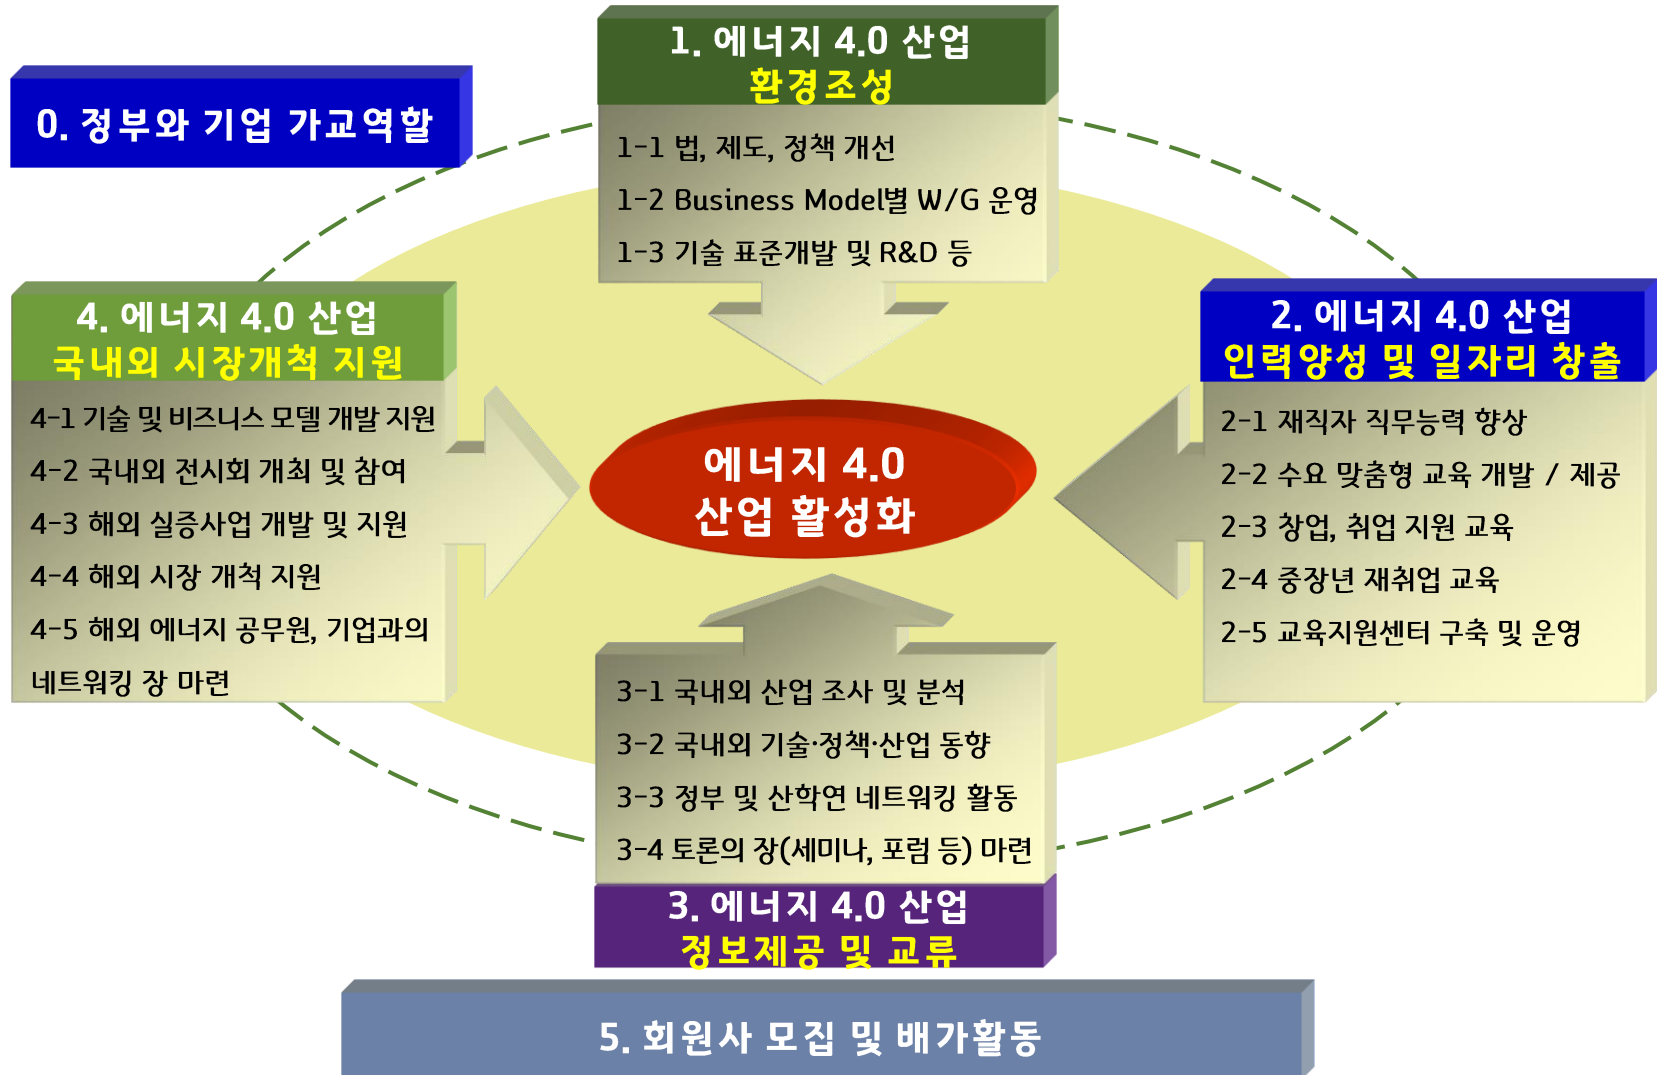 0. 정부와 기업 가교역할
1. 에너지 4.0 산업
환경조성
1-1 법, 제도, 정책 개선
1-2 Business Model별 W/G 운영
1-3 기술 표준개발 및 R&D 등
4. 에너지 4.0 산업
국내외 시장개척 지원
4-1 기술 및 비즈니스 모델 개발 지원
4-2 국내외 전시회 개최 및 참여
4-3 해외 실증사업 개발 및 지원
4-4 해외 시장 개척 지원
4-5 해외 에너지 공무원, 기업과의
네트워킹 장 마련
에너지 4.0
산업 활성화
2. 에너지 4.0 산업
인력양성 및 일자리 창출
2-1 재직자 직무능력 향상
2-2 수요 맞춤형 교육 개발 / 제공
2-3 창업, 취업 지원 교육
2-4 중장년 재취업 교육
2-5 교육지원센터 구축 및 운영
3-1 국내외 산업 조사 및 분석
3-2 국내외 기술·정책·산업 동향
3-3 정부 및 산학연 네트워킹 활동
3-4 토론의 장(세미나, 포럼 등) 마련
3. 에너지 4.0 산업
정보제공 및 교류
5. 회원사 모집 및 배가활동